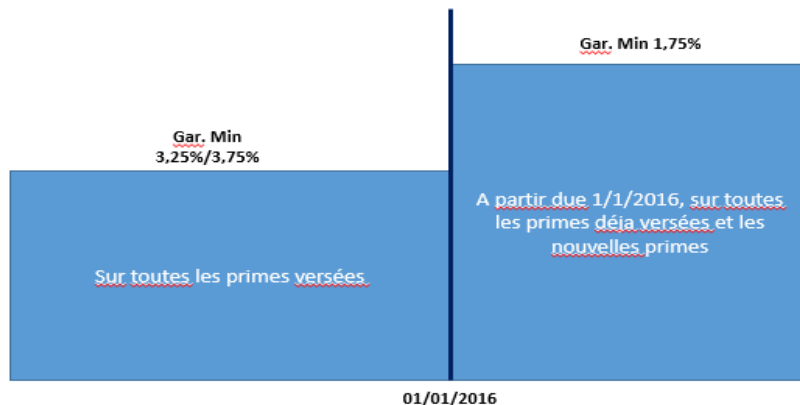 Gar. Min 1,75%
Gar. Min
3,25%/3,75%
A partir due 1/1/2016, sur toutes
les primes déja versées et les
nouvelles primes
Sur toutes les primes versées
01/01/2016